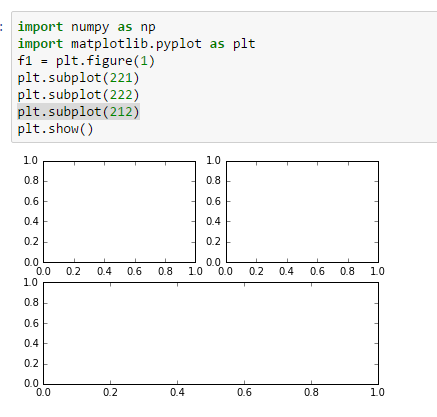 : import numpy as np
import matplotlib.pyplot as plt
f1 = plt.figure(1)
plt.subplot(221)
plt.subplot(222)
plt.subplot(212)
plt.show()
1.0 1.0
0.8 0.8
0.6 0.6
0.4 0.4
0.2 0.2
0.0 0.0
0.0 0.2 0.4 0.6 0.8 1.0 0.0 0.2 0.4 0.6 0.8 1.0
1.0
0.8
0.6
0.4
0.2
0.0
0.0 0.2 0.4 0.6 0.8 1.0